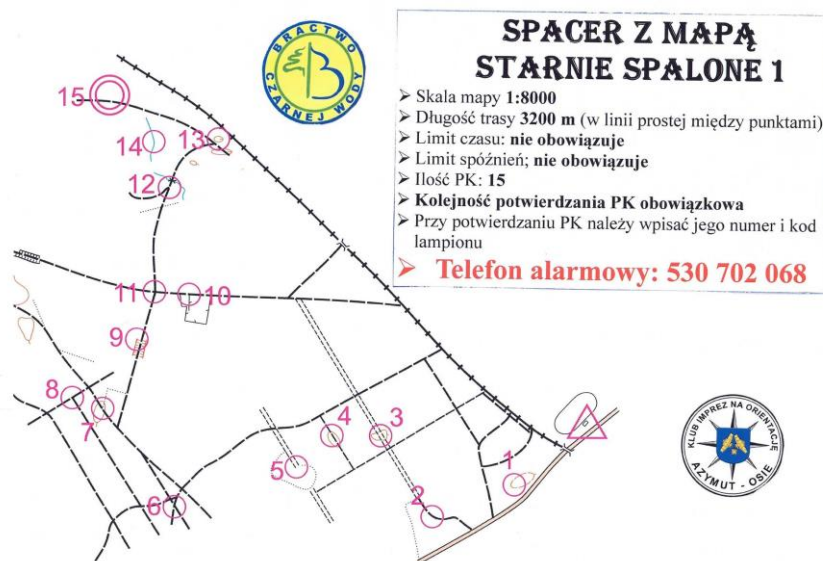 BRACTWO
CZARNEJ WODY
B
SPACER Z MAPĄ
STARNIE SPALONE 1
➢ Skala mapy 1:8000
➢ Długość trasy 3200 m (w linii prostej między punktami)
➢ Limit czasu: nie obowiązuje
➢ Limit spóźnień; nie obowiązuje
➢ Ilość PK: 15
➢ Kolejność potwierdzania PK obowiązkowa
➢ Przy potwierdzaniu PK należy wpisać jego numer i kod
lampionu
➢ Telefon alarmowy: 530 702 068
15
14
13
12
11
10
9
8
7
6
5
4
3
2
1
KLUB IMPREZ NA ORIENTACJĘ
AZYMUT - OSIE